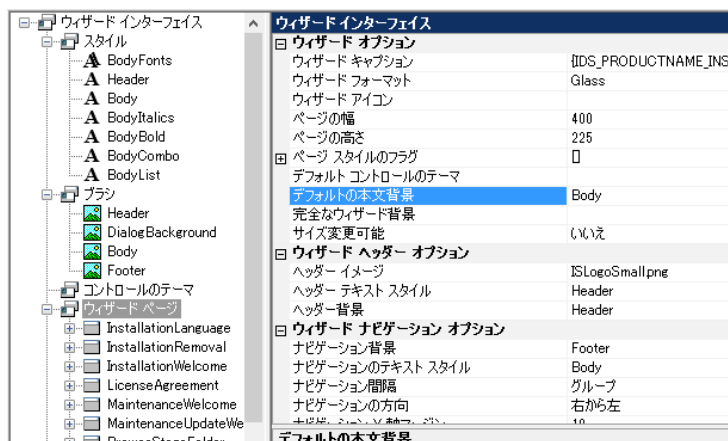 ウィザード インターフェイス
スタイル
BodyFonts
Header
Body
BodyItalics
BodyBold
BodyCombo
BodyList
ブラシ
Header
DialogBackground
Body
Footer
コントロールのテーマ
ウィザード ページ
InstallationLanguage
InstallationRemoval
InstallationWelcome
LicenseAgreement
MaintenanceWelcome
MaintenanceUpdateWe
ウィザード インターフェイス
ウィザード オプション
ウィザード キャプション {IDS_PRODUCTNAME_INS
ウィザード フォーマット Glass
ウィザード アイコン
ページの幅 400
ページの高さ 225
ページ スタイルのフラグ []
デフォルト コントロールのテーマ
デフォルトの本文背景 Body
完全なウィザード背景
サイズ変更可能 いいえ
ウィザード ヘッダー オプション
ヘッダー イメージ ISLogoSmall.png
ヘッダー テキスト スタイル Header
ヘッダー背景 Header
ウィザード ナビゲーション オプション
ナビゲーション背景 Footer
ナビゲーションのテキスト スタイル Body
ナビゲーション間隔 グループ
ナビゲーションの方向 右から左
デフォルトの本文背景